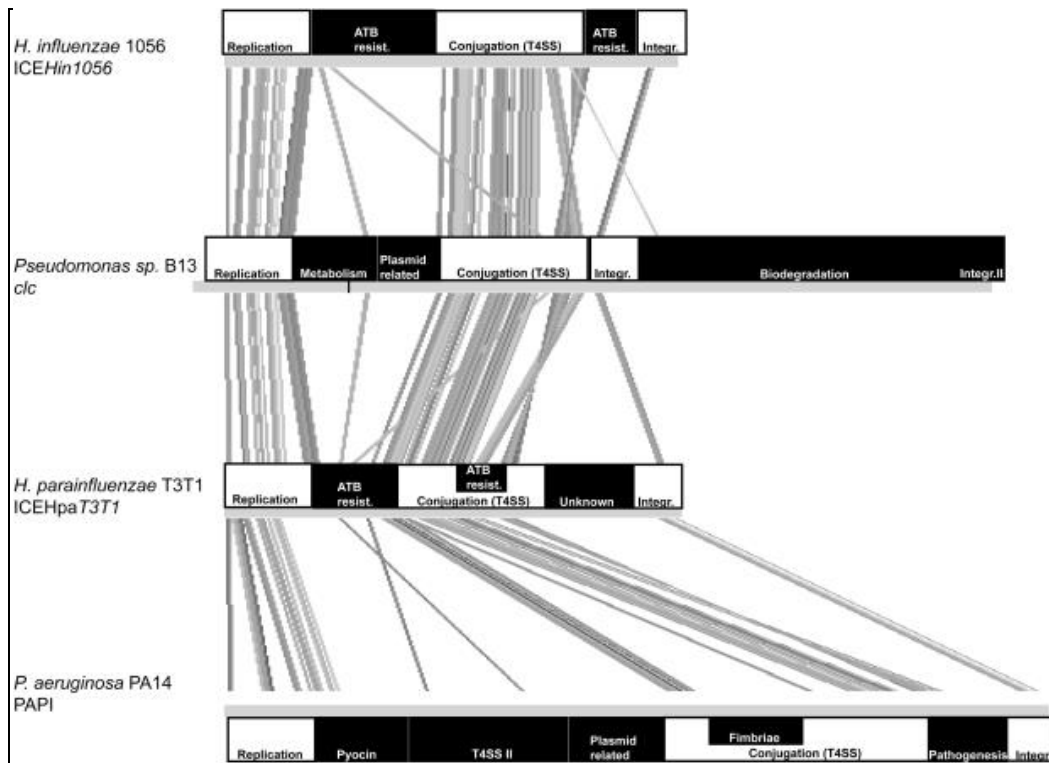 H. influenzae 1056
ICEHin1056
Replication
ATB
resist.
Conjugation (T4SS)
ATB
resist.
Integr.
Pseudomonas sp. B13
clc
Replication
Metabolism
Plasmid
related
Conjugation (T4SS)
Integr.
Biodegradation
Integr.II
H. parainfluenzae T3T1
ICEHpaT3T1
Replication
ATB
resist.
ATB
resist.
Conjugation (T4SS)
Unknown
Integr.
P. aeruginosa PA14
PAPI
Replication
Pyocin
T4SS II
Plasmid
related
Fimbriae
Conjugation (T4SS)
Pathogenesis
Integr